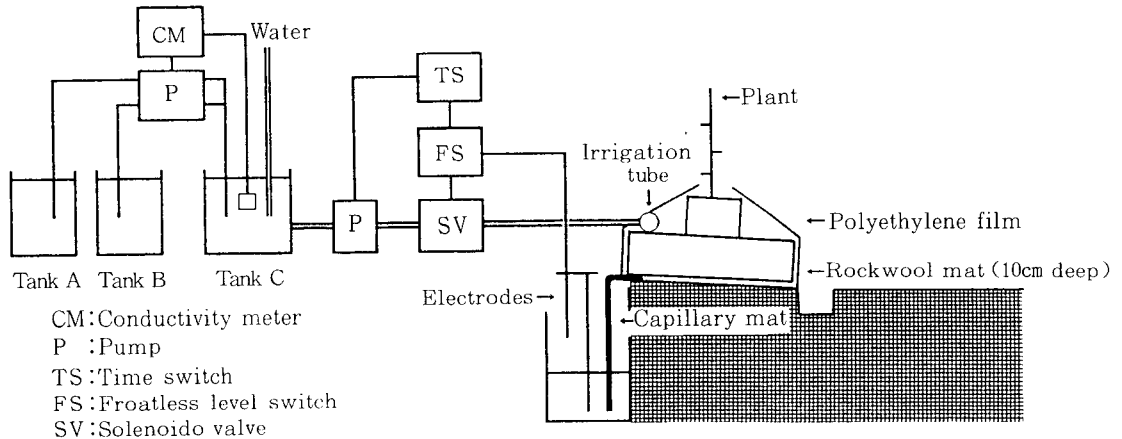 CM
Water
P
TS
FS
SV
P
←Plant
Irrigation
tube
←Polyethylene film
←Rockwool mat (10cm deep)
Electrodes→
←Capillary mat
Tank A
Tank B
Tank C
CM:Conductivity meter
P :Pump
TS:Time switch
FS:Froatless level switch
SV:Solenoido valve